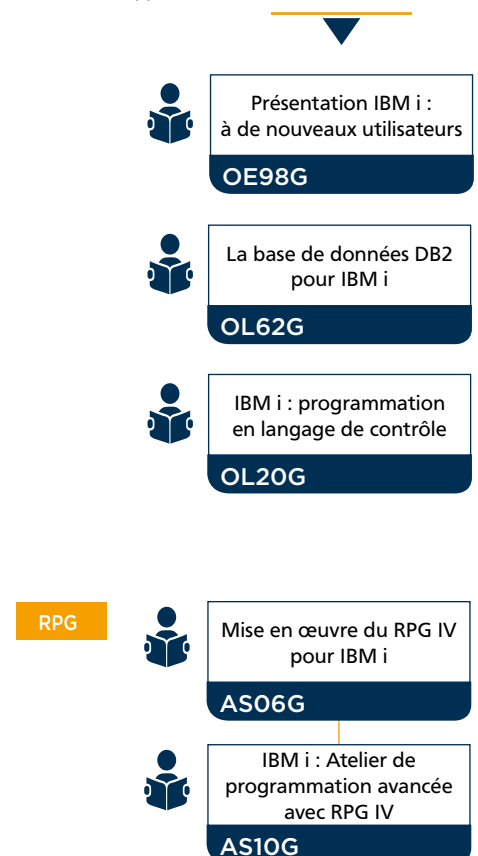 Présentation IBM i :
à de nouveaux utilisateurs
OE98G
La base de données DB2
pour IBM i
OL62G
IBM i : programmation
en langage de contrôle
OL20G
RPG
Mise en œuvre du RPG IV
pour IBM i
AS06G
IBM i : Atelier de
programmation avancée
avec RPG IV
AS10G